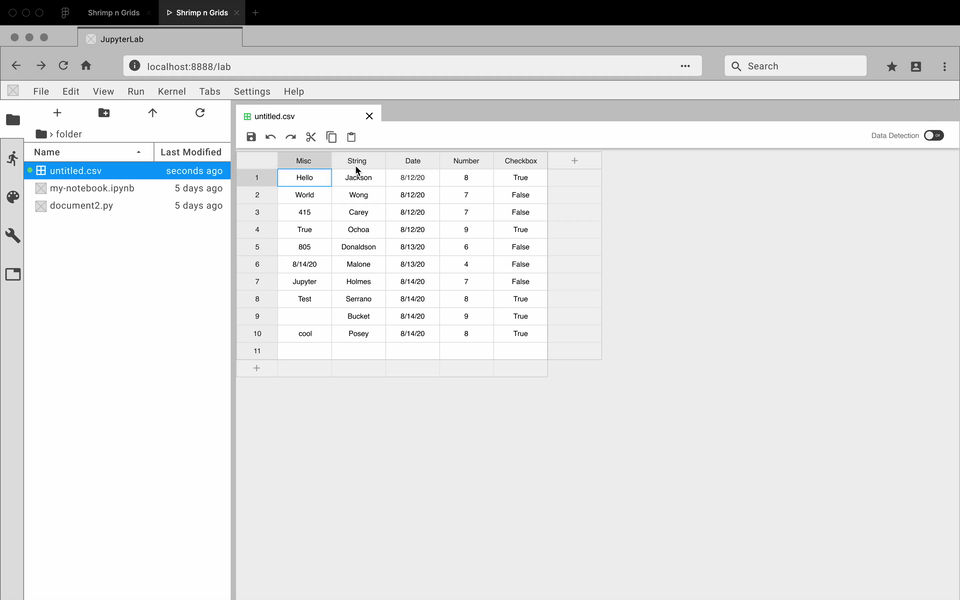 Shrimp n Grids
Shrimp n Grids
JupyterLab
localhost:8888/lab
Search
File Edit View Run Kernel Tabs Settings Help
› folder
Name Last Modified
untitled.csv seconds ago
my-notebook.ipynb 5 days ago
document2.py 5 days ago
untitled.csv
Data Detection
Misc String Date Number Checkbox
1 Hello Jackson 8/12/20 8 True
2 World Wong 8/12/20 7 False
3 415 Carey 8/12/20 7 False
4 True Ochoa 8/12/20 9 True
5 805 Donaldson 8/13/20 6 False
6 8/14/20 Malone 8/13/20 4 False
7 Jupyter Holmes 8/14/20 7 False
8 Test Serrano 8/14/20 8 True
9 Bucket 8/14/20 9 True
10 cool Posey 8/14/20 8 True
11